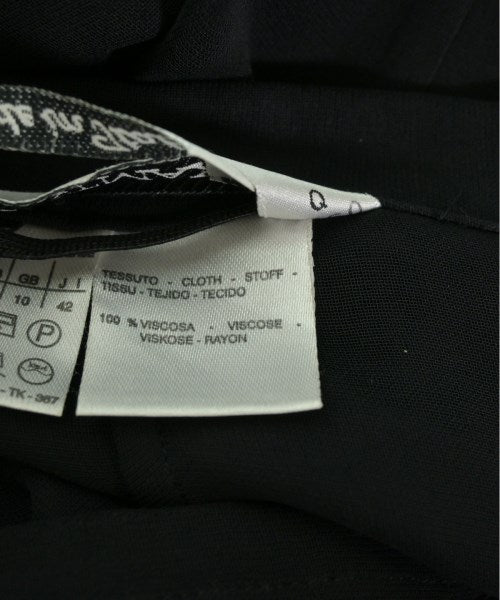 Q
GB J I
10 42
P
TK - 367
TESSUTO - CLOTH - STOFF -
TISSU - TEJIDO - TECIDO
100 % VISCOSA - VISCOSE -
VISKOSE - RAYON